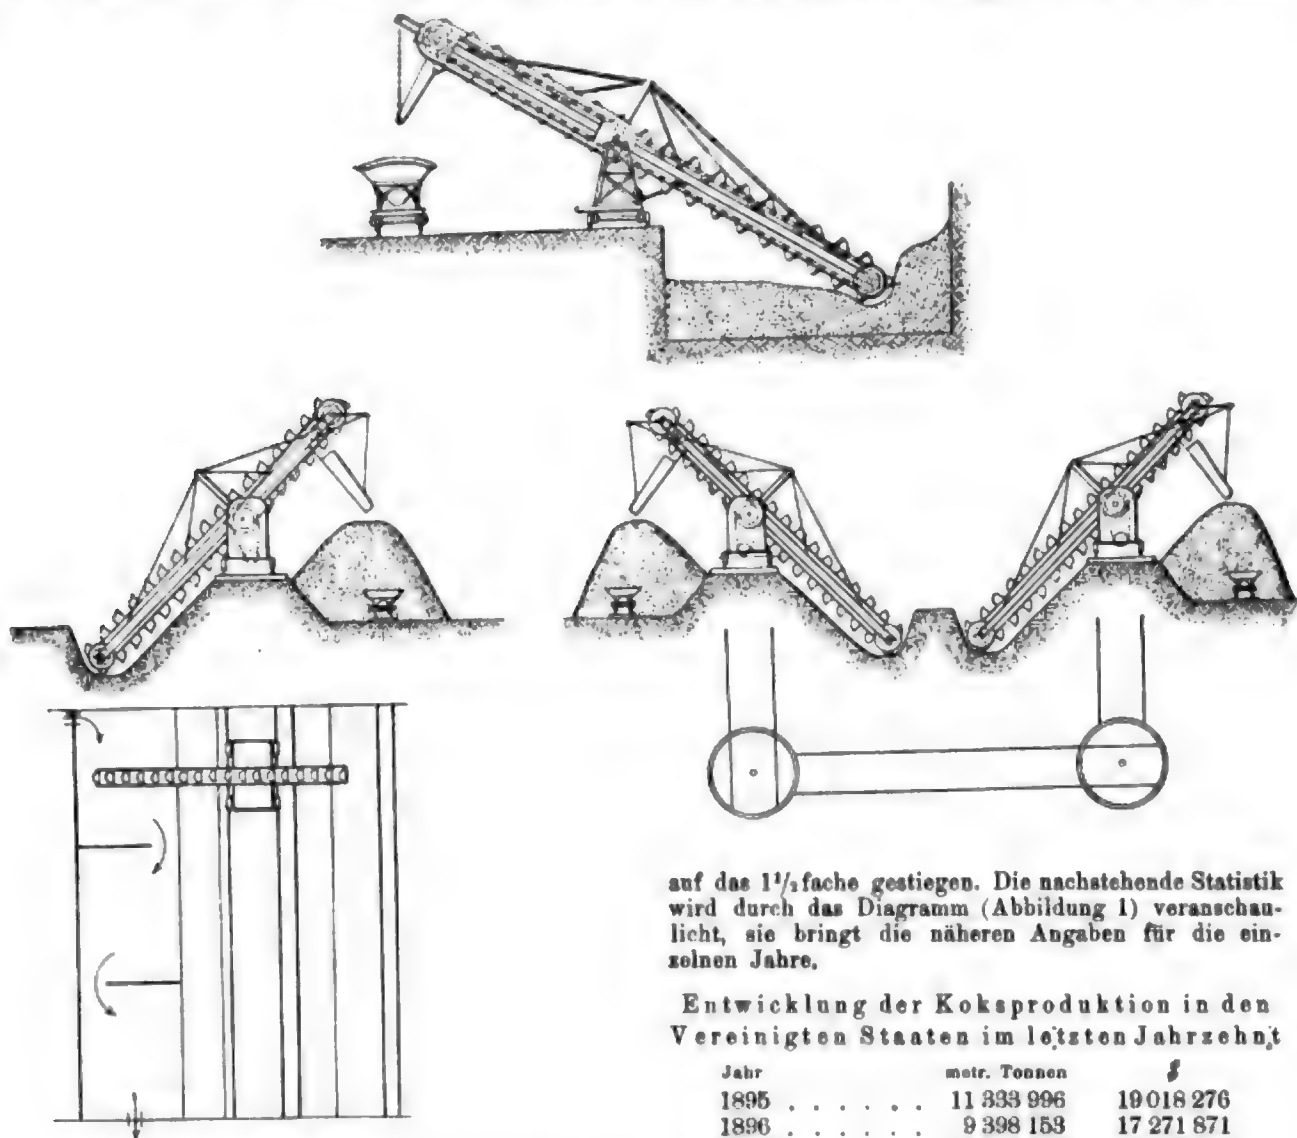 auf das 1½fache gestiegen. Die nachstehende Statistik
wird durch das Diagramm (Abbildung 1) veranschau-
licht, sie bringt die näheren Angaben für die ein-
zelnen Jahre.
Entwicklung der Koksproduktion in den
Vereinigten Staaten im letzten Jahrzehnt
Jahr metr. Tonnen $
1895 . . . . . . 11 333 996 19 018 276
1896 . . . . . . 9 398 153 17 271 871